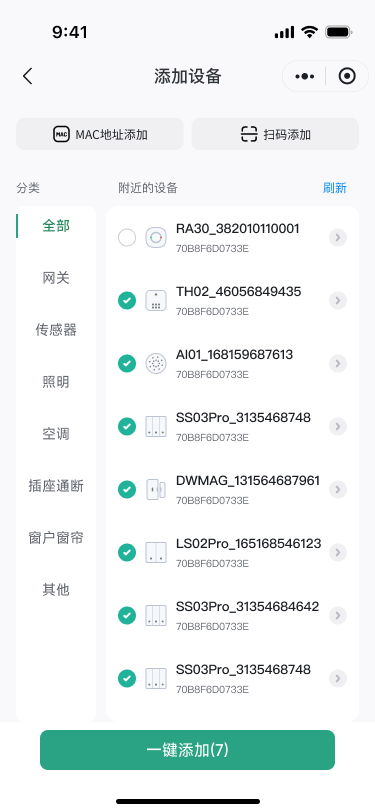 9:41
添加设备
MAC
MAC地址添加
扫码添加
分类
附近的设备
刷新
全部
网关
传感器
照明
空调
插座通断
窗户窗帘
其他
RA30_382010110001
70B8F6D0733E
TH02_46056849435
70B8F6D0733E
AI01_168159687613
70B8F6D0733E
SS03Pro_3135468748
70B8F6D0733E
DWMAG_131564687961
70B8F6D0733E
LS02Pro_165168546123
70B8F6D0733E
SS03Pro_31354684642
70B8F6D0733E
SS03Pro_3135468748
70B8F6D0733E
一键添加(7)